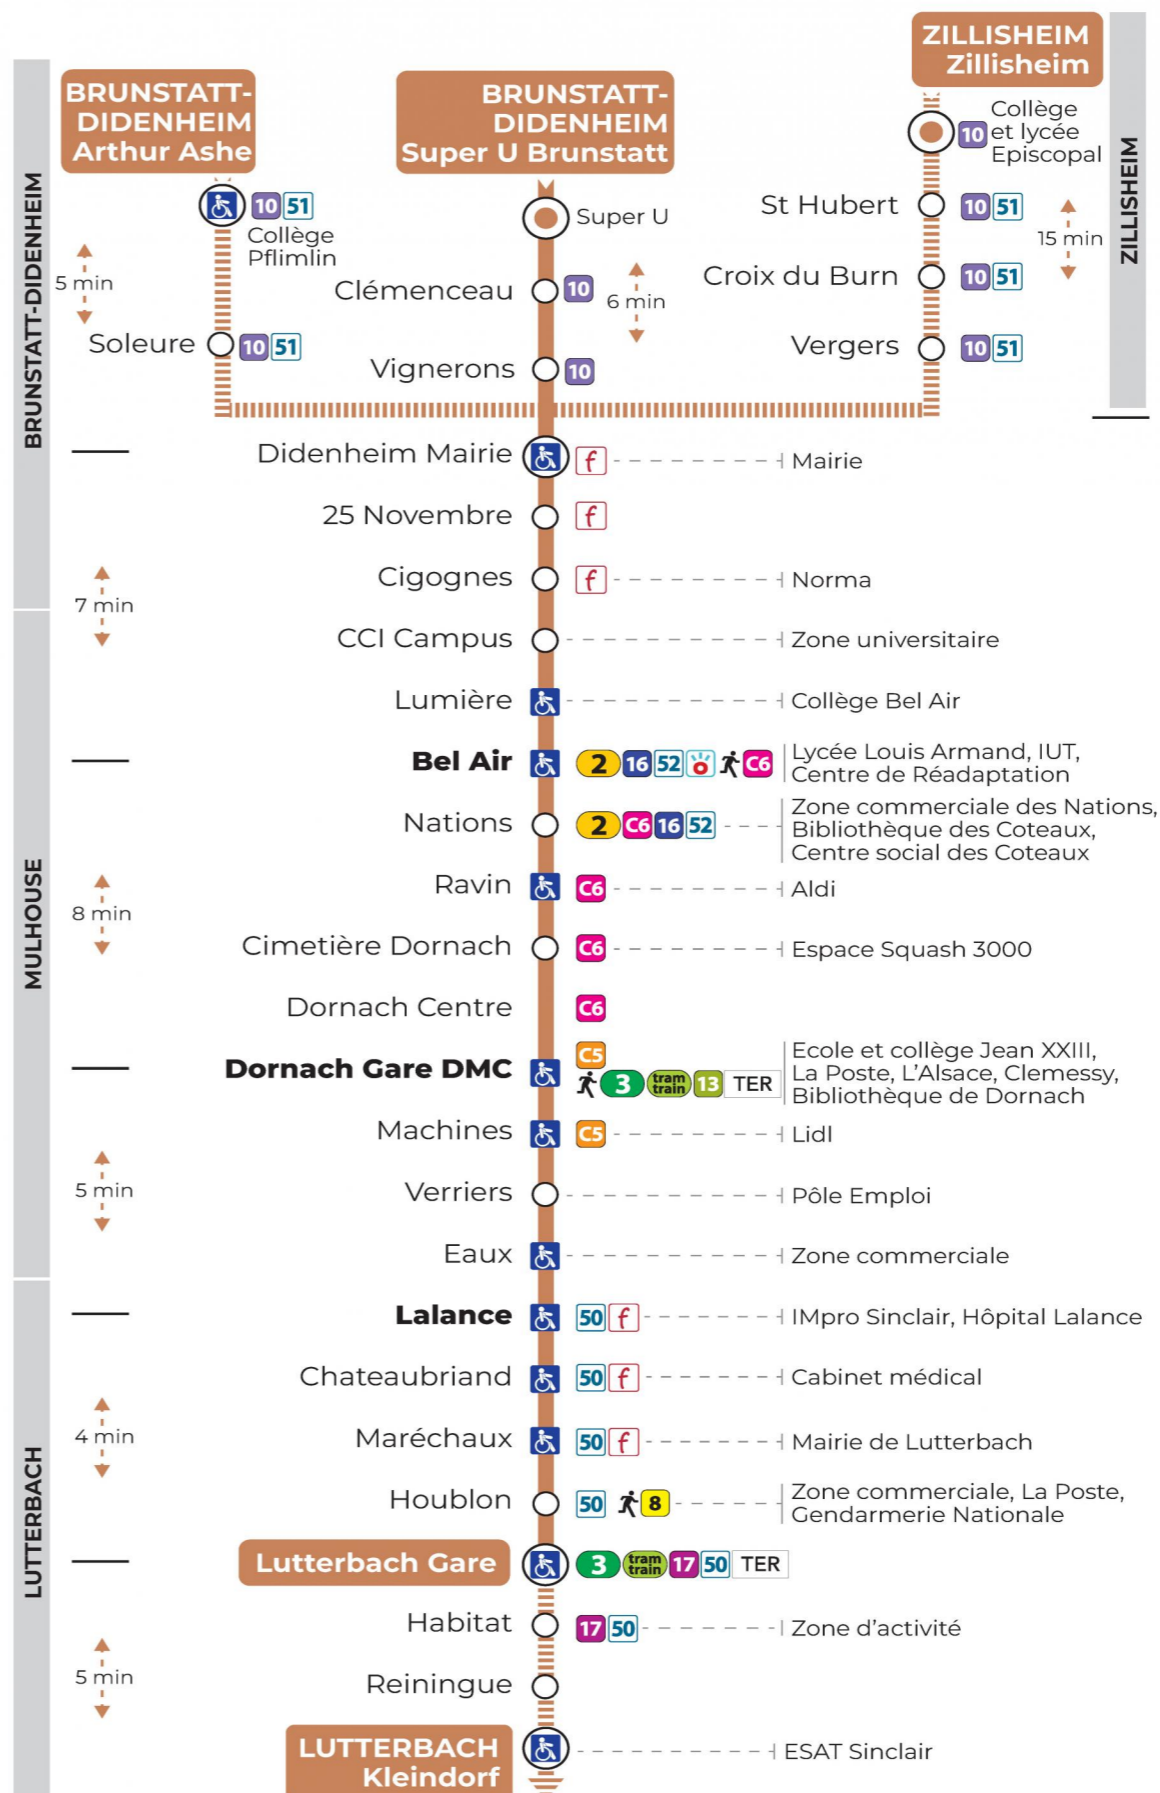 ZILLISHEIM
Zillisheim
BRUNSTATT-
DIDENHEIM
Arthur Ashe
BRUNSTATT-
DIDENHEIM
Super U Brunstatt
BRUNSTATT-DIDENHEIM
ZILLISHEIM
10 Collège
et lycée
Episcopal
10 51
Collège
Pflimlin
Super U
St Hubert 10 51
5 min
15 min
Clémenceau 10
6 min
Croix du Burn 10 51
Soleure 10 51
Vignerons 10
Vergers 10 51
Didenheim Mairie f Mairie
25 Novembre f
Cigognes f Norma
7 min
CCI Campus Zone universitaire
Lumière Collège Bel Air
MULHOUSE
Bel Air 2 16 52 C6 Lycée Louis Armand, IUT,
Centre de Réadaptation
Nations 2 C6 16 52 Zone commerciale des Nations,
Bibliothèque des Coteaux,
Centre social des Coteaux
Ravin C6 Aldi
8 min
Cimetière Dornach C6 Espace Squash 3000
Dornach Centre C6
Dornach Gare DMC C5
3 tram train 13 TER
Ecole et collège Jean XXIII,
La Poste, L'Alsace, Clemessy,
Bibliothèque de Dornach
Machines C5 Lidl
5 min
Verriers Pôle Emploi
Eaux Zone commerciale
LUTTERBACH
Lalance 50 f IMpro Sinclair, Hôpital Lalance
Chateaubriand 50 f Cabinet médical
4 min
Maréchaux 50 f Mairie de Lutterbach
Houblon 50 8 Zone commerciale, La Poste,
Gendarmerie Nationale
Lutterbach Gare 3 tram train 17 50 TER
Habitat 17 50 Zone d'activité
5 min
Reiningue
LUTTERBACH
Kleindorf
ESAT Sinclair